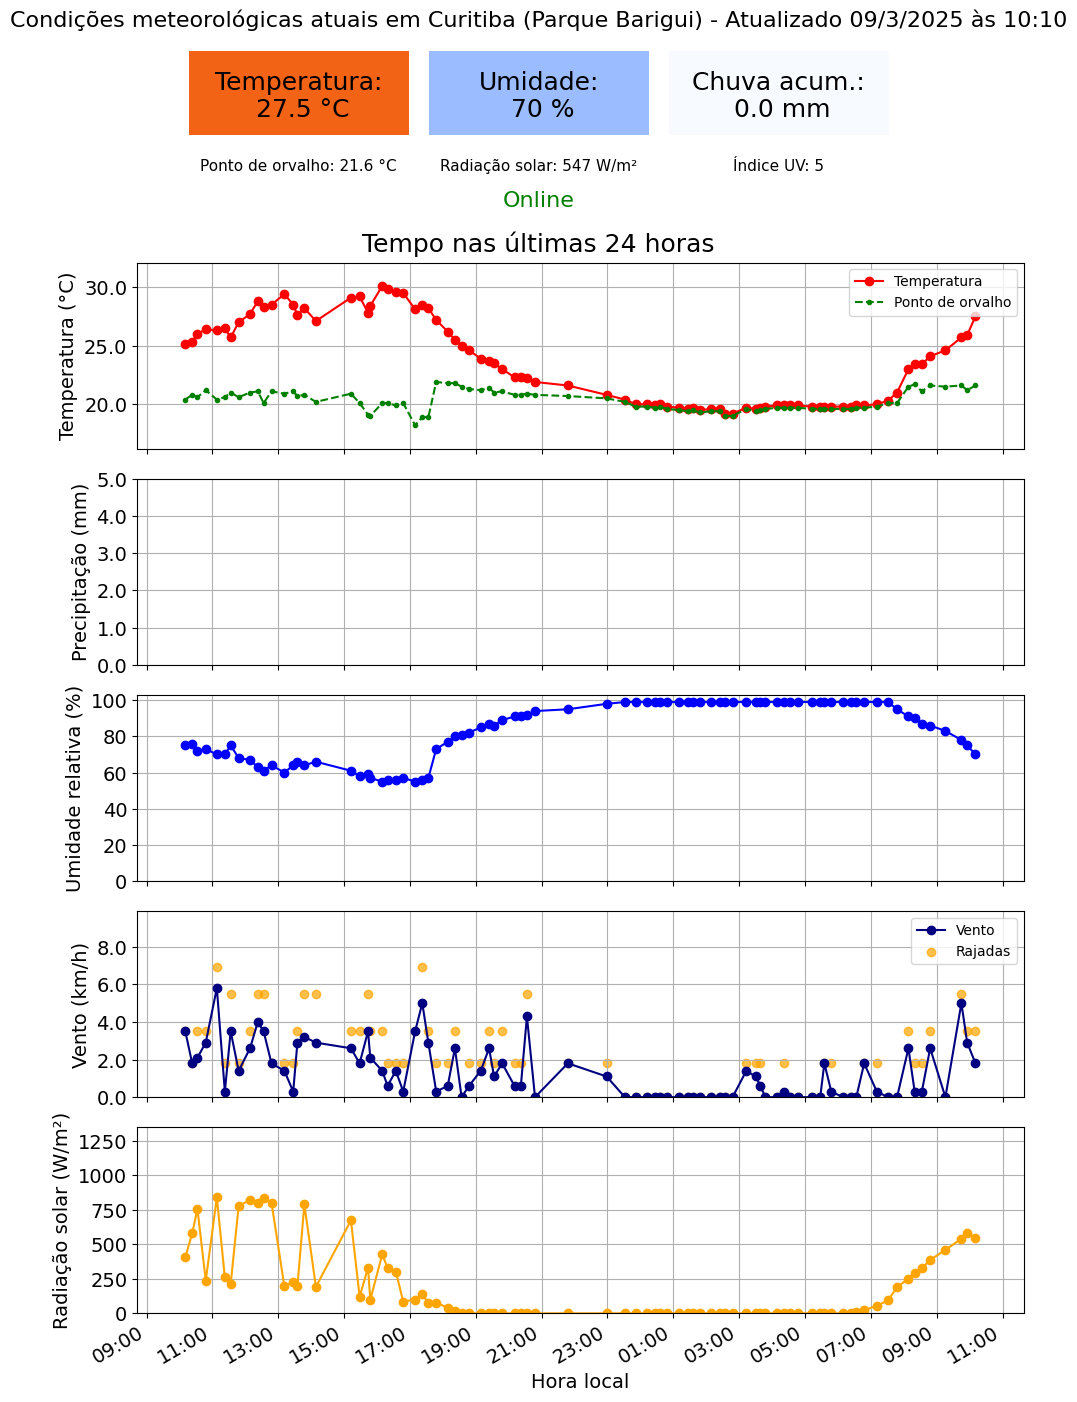 Condições meteorológicas atuais em Curitiba (Parque Barigui) - Atualizado 09/3/2025 às 10:10
Temperatura:
27.5 °C
Umidade:
70 %
Chuva acum.:
0.0 mm
Ponto de orvalho: 21.6 °C
Radiação solar: 547 W/m²
Índice UV: 5
Online
Tempo nas últimas 24 horas
Temperatura (°C)
30.0
25.0
20.0
Temperatura
Ponto de orvalho
Precipitação (mm)
5.0
4.0
3.0
2.0
1.0
0.0
Umidade relativa (%)
100
80
60
40
20
0
Vento (km/h)
8.0
6.0
4.0
2.0
0.0
Vento
Rajadas
Radiação solar (W/m²)
1250
1000
750
500
250
0
09:00
11:00
13:00
15:00
17:00
19:00
21:00
23:00
01:00
03:00
05:00
07:00
09:00
11:00
Hora local